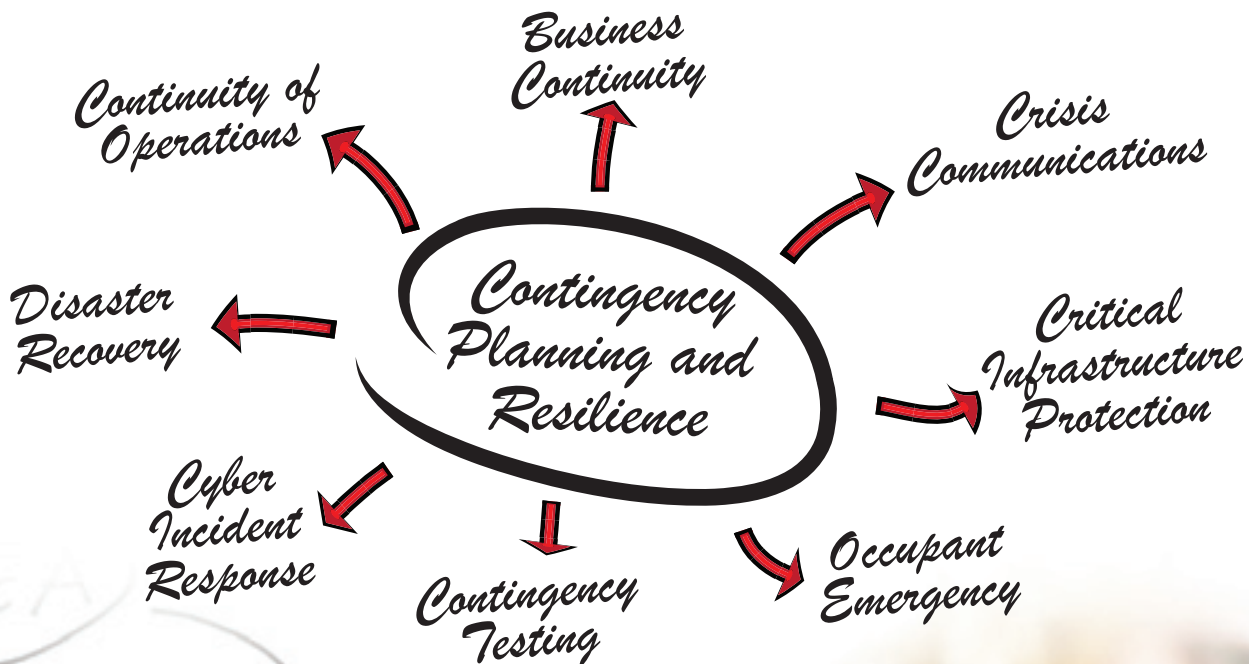 Business
Continuity
Continuity of
Operations
Crisis
Communications
Contingency
Planning and
Resilience
Disaster
Recovery
Critical
Infrastructure
Protection
Cyber
Incident
Response
Contingency
Testing
Occupant
Emergency